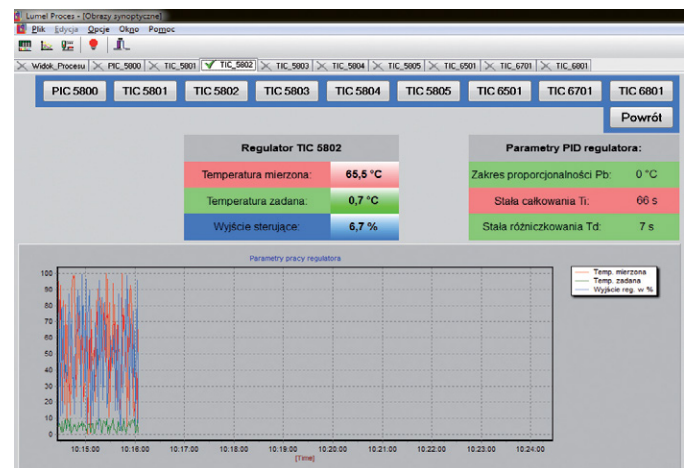 Lumel Proces - [Obrazy synoptyczne]
Plik Edycja Opcje Okno Pomoc
Widok_Procesu PIC_5800 TIC_5801 TIC_5802 TIC_5803 TIC_5804 TIC_5805 TIC_6501 TIC_6701 TIC_6801
PIC 5800 TIC 5801 TIC 5802 TIC 5803 TIC 5804 TIC 5805 TIC 6501 TIC 6701 TIC 6801
Powrót
Regulator TIC 5802
Temperatura mierzona: 65,5 °C
Temperatura zadana: 0,7 °C
Wyjście sterujące: 6,7 %
Parametry PID regulatora:
Zakres proporcjonalności Pb: 0 °C
Stała całkowania Ti: 66 s
Stała różniczkowania Td: 7 s
Parametry pracy regulatora
100
90
80
70
60
50
40
30
20
10
0
10:15:00 10:16:00 10:17:00 10:18:00 10:19:00 10:20:00 10:21:00 10:22:00 10:23:00 10:24:00
[Time]
Temp. mierzona
Temp. zadana
Wyjście reg. w %